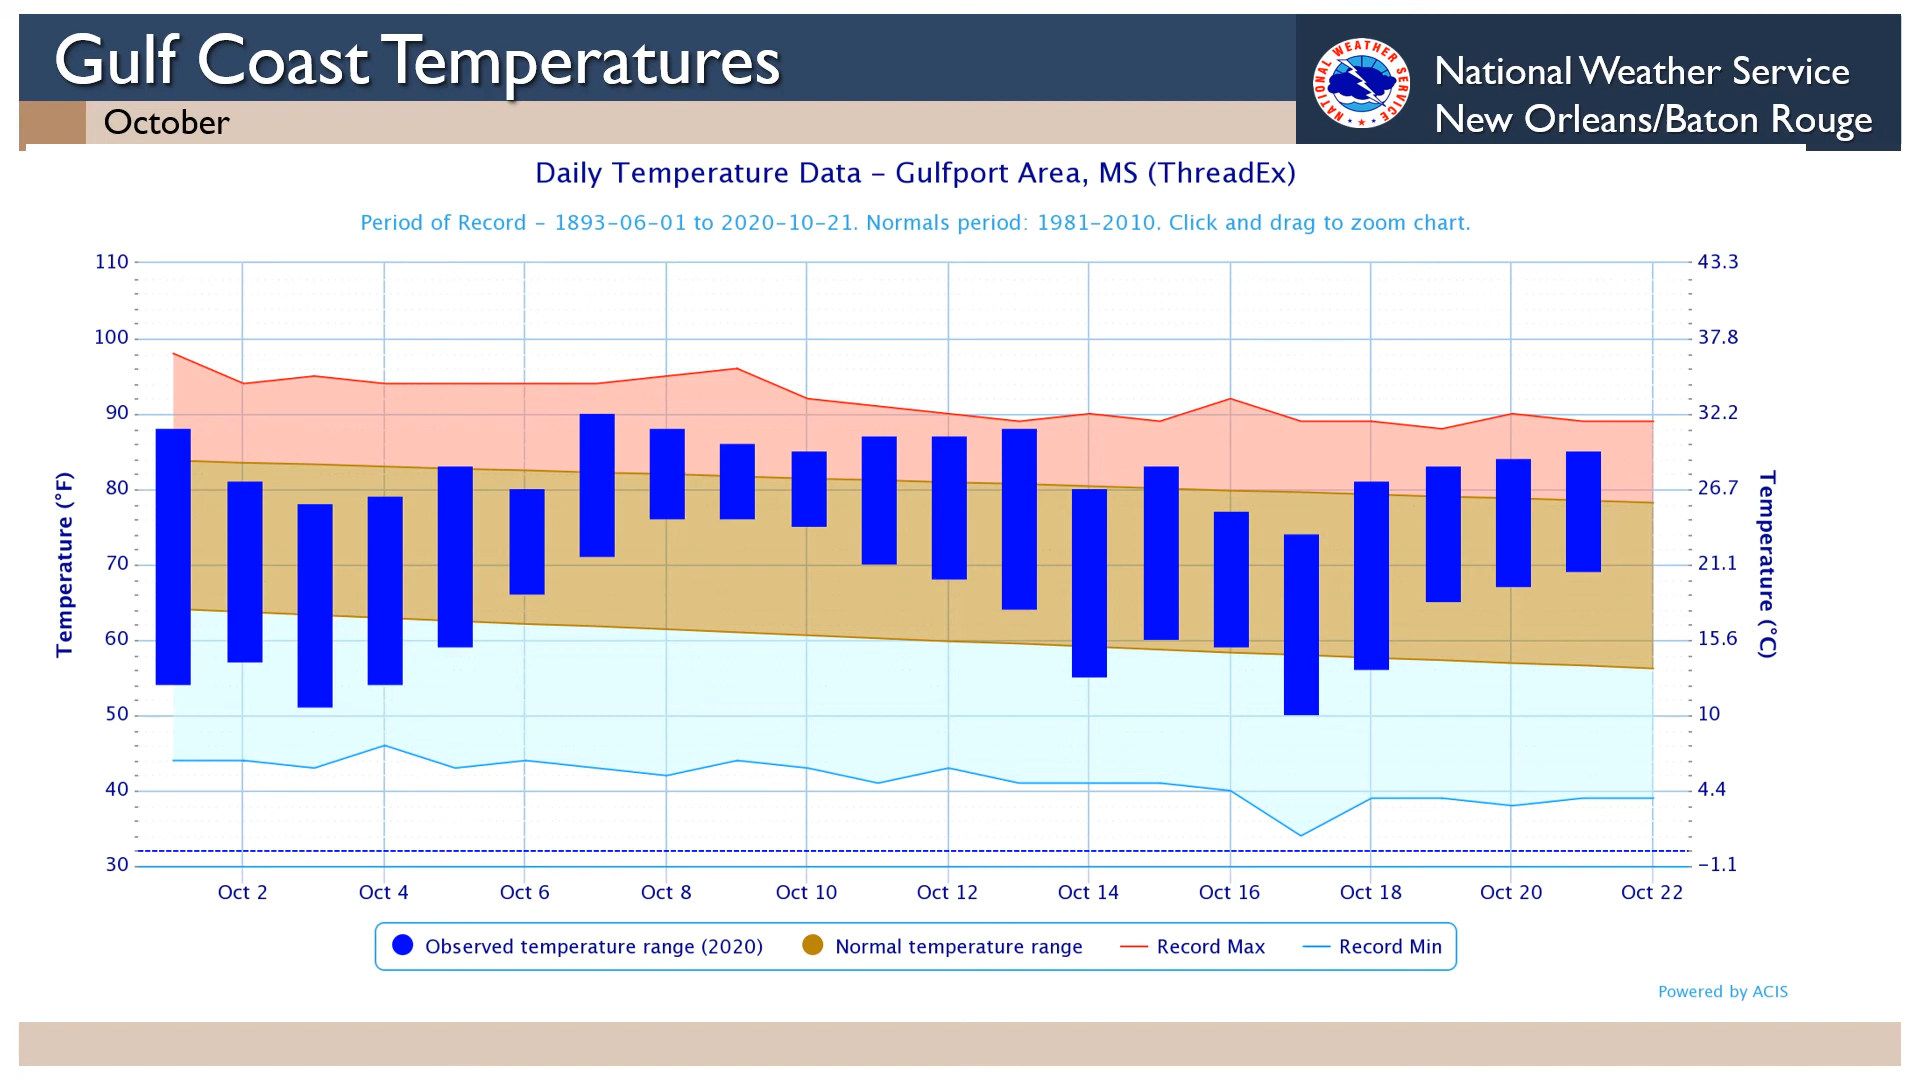 Gulf Coast Temperatures
October
NATIONAL WEATHER SERVICE
National Weather Service
New Orleans/Baton Rouge
Daily Temperature Data – Gulfport Area, MS (ThreadEx)
Period of Record – 1893–06–01 to 2020–10–21. Normals period: 1981–2010. Click and drag to zoom chart.
110
100
90
80
70
60
50
40
30
Temperature (°F)
43.3
37.8
32.2
26.7
21.1
15.6
10
4.4
–1.1
Temperature (°C)
Oct 2 Oct 4 Oct 6 Oct 8 Oct 10 Oct 12 Oct 14 Oct 16 Oct 18 Oct 20 Oct 22
Observed temperature range (2020) Normal temperature range Record Max Record Min
Powered by ACIS